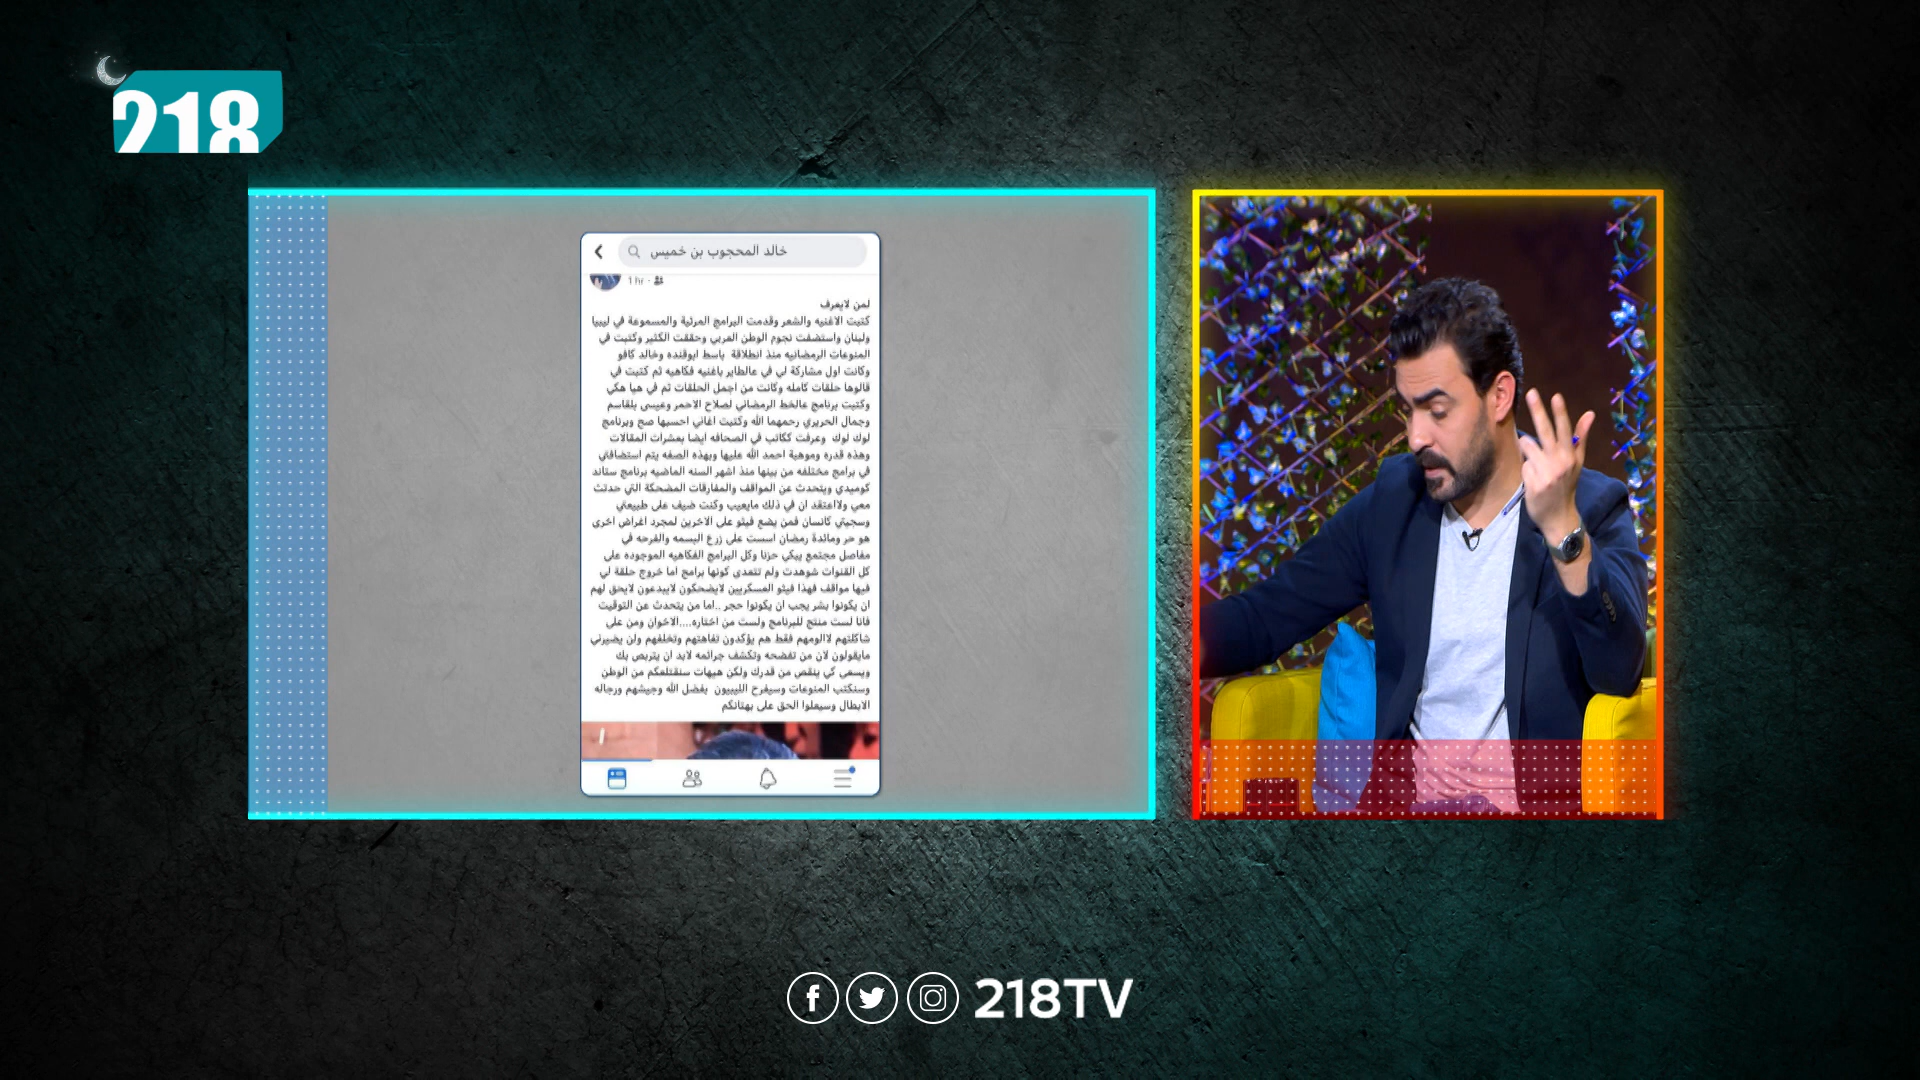 218
خالد المحجوب بن خميس
1 hr ·
لمن لايعرف
كتبت الاغنيه والشعر وقدمت البرامج المرئية والمسموعة في ليبيا
ولبنان واستضفت نجوم الوطن العربي وحققت الكثير وكتبت في
المنوعات الرمضانيه منذ انطلاقة باسط ابوقنده وخالد كافو
وكانت اول مشاركة لي في عالطاير باغنيه فكاهيه ثم كتبت في
قالوها حلقات كامله وكانت من اجمل الحلقات ثم في هيا هكي
وكتبت برنامج عالخط الرمضاني لصلاح الاحمر وعيسى بلقاسم
وجمال الحريري رحمهما الله وكتبت اغاني احسبها صح وبرنامج
لوك لوك وعرفت ككاتب في الصحافه ايضا بعشرات المقالات
وهذه قدره وموهبة احمد الله عليها وبهذه الصفه يتم استضافتي
في برامج مختلفه من بينها منذ اشهر السنه الماضيه برنامج ستاند
كوميدي ويتحدث عن المواقف والمفارقات المضحكة التي حدثت
معي ولااعتقد ان في ذلك مايعيب وكنت ضيف على طبيعتي
وسجيتي كانسان فمن يضع فيتو على الاخرين لمجرد اغراض اخرى
هو حر ومائدة رمضان اسست على زرع البسمه والفرحه في
مفاصل مجتمع يبكي حزنا وكل البرامج الفكاهيه الموجوده على
كل القنوات شوهدت ولم تتعدى كونها برامج اما خروج حلقة لي
فيها مواقف فهذا فيتو العسكريين لايضحكون لايبدعون لايحق لهم
ان يكونوا بشر يجب ان يكونوا حجر ..اما من يتحدث عن التوقيت
فانا لست منتج للبرنامج ولست من اختاره....الاخوان ومن على
شاكلتهم لاالومهم فقط هم يؤكدون تفاهتهم وتخلفهم ولن يضيرني
مايقولون لان من تفضحه وتكشف جرائمه لابد ان يتربص بك
ويسعى كي ينقص من قدرك ولكن هيهات سنقتلعكم من الوطن
وسنكتب المنوعات وسيفرح الليبيون بفضل الله وجيشهم ورجاله
الابطال وسيعلوا الحق على بهتانكم
218TV